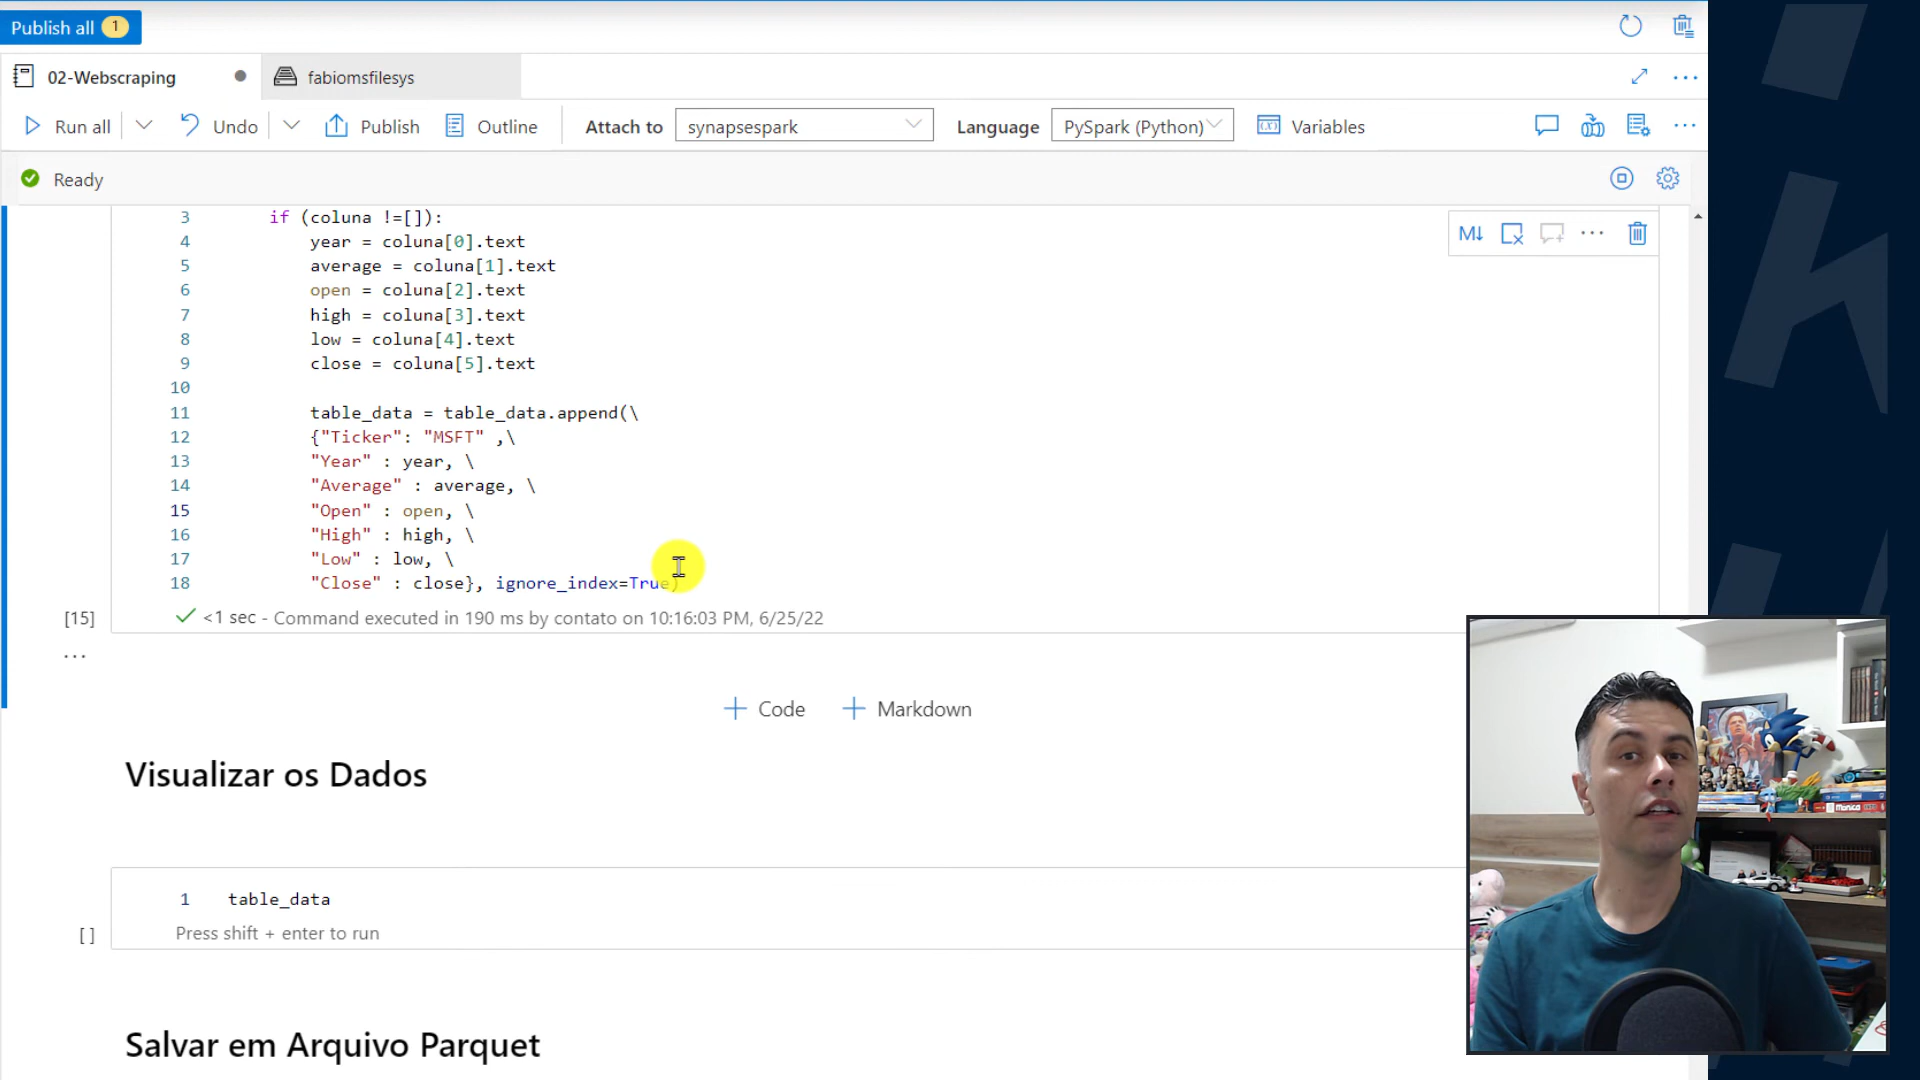 Publish all 1
02-Webscraping
fabiomsfilesys
Run all
Undo
Publish
Outline
Attach to
synapsespark
Language
PySpark (Python)
Variables
Ready
3 if (coluna !=[]):
4 year = coluna[0].text
5 average = coluna[1].text
6 open = coluna[2].text
7 high = coluna[3].text
8 low = coluna[4].text
9 close = coluna[5].text
10
11 table_data = table_data.append(\
12 {"Ticker": "MSFT" ,\
13 "Year" : year, \
14 "Average" : average, \
15 "Open" : open, \
16 "High" : high, \
17 "Low" : low, \
18 "Close" : close}, ignore_index=True)
[15] <1 sec - Command executed in 190 ms by contato on 10:16:03 PM, 6/25/22
Code
Markdown
Visualizar os Dados
1 table_data
[ ] Press shift + enter to run
Salvar em Arquivo Parquet